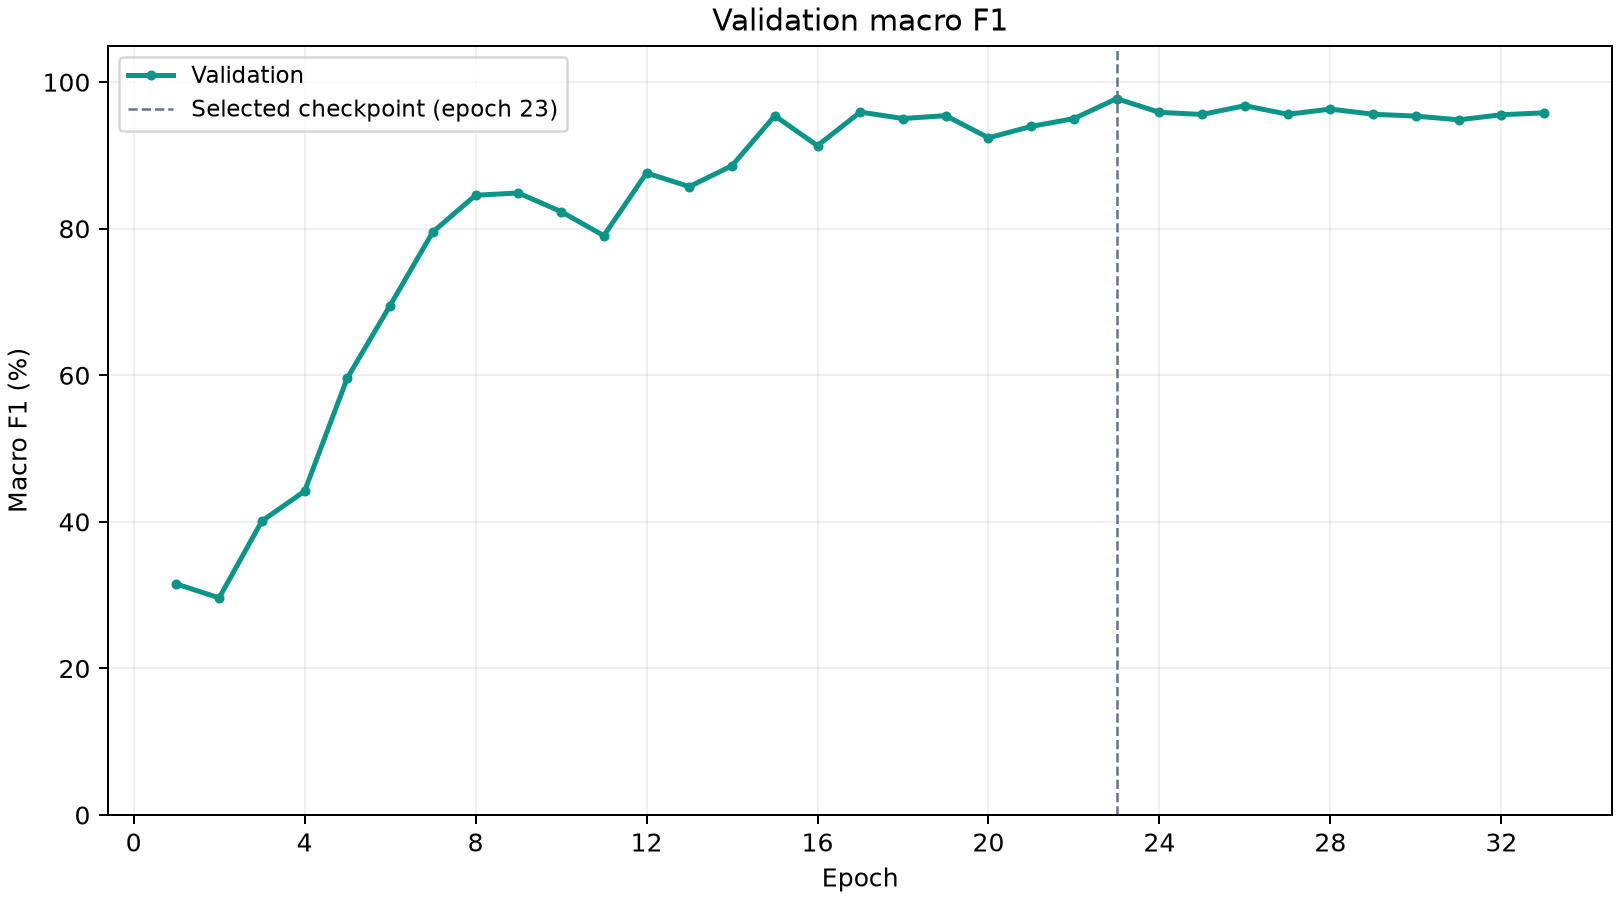 Validation macro F1
Validation
Selected checkpoint (epoch 23)
Macro F1 (%)
100
80
60
40
20
0
0 4 8 12 16 20 24 28 32
Epoch